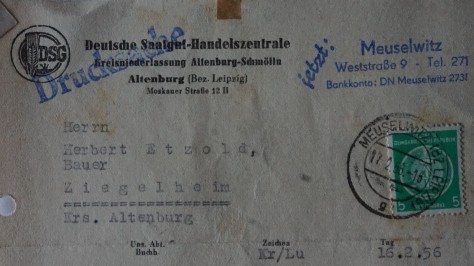 DSG
Deutsche Saatgut-Handelszentrale
Kreisniederlassung Altenburg-Schmölln
Altenburg (Bez. Leipzig)
Moskauer Straße 12 B
Drucksache
jetzt:
Meuselwitz
Weststraße 9 - Tel. 271
Bankkonto: DN Meuselwitz 2731
Herrn
Herbert Etzold,
Bauer
Ziegelheim
Krs. Altenburg
MEUSELWITZ
5 5
Uns. Abt. Zeichen Tag
Buchh. Kr/Lu 16.2.56